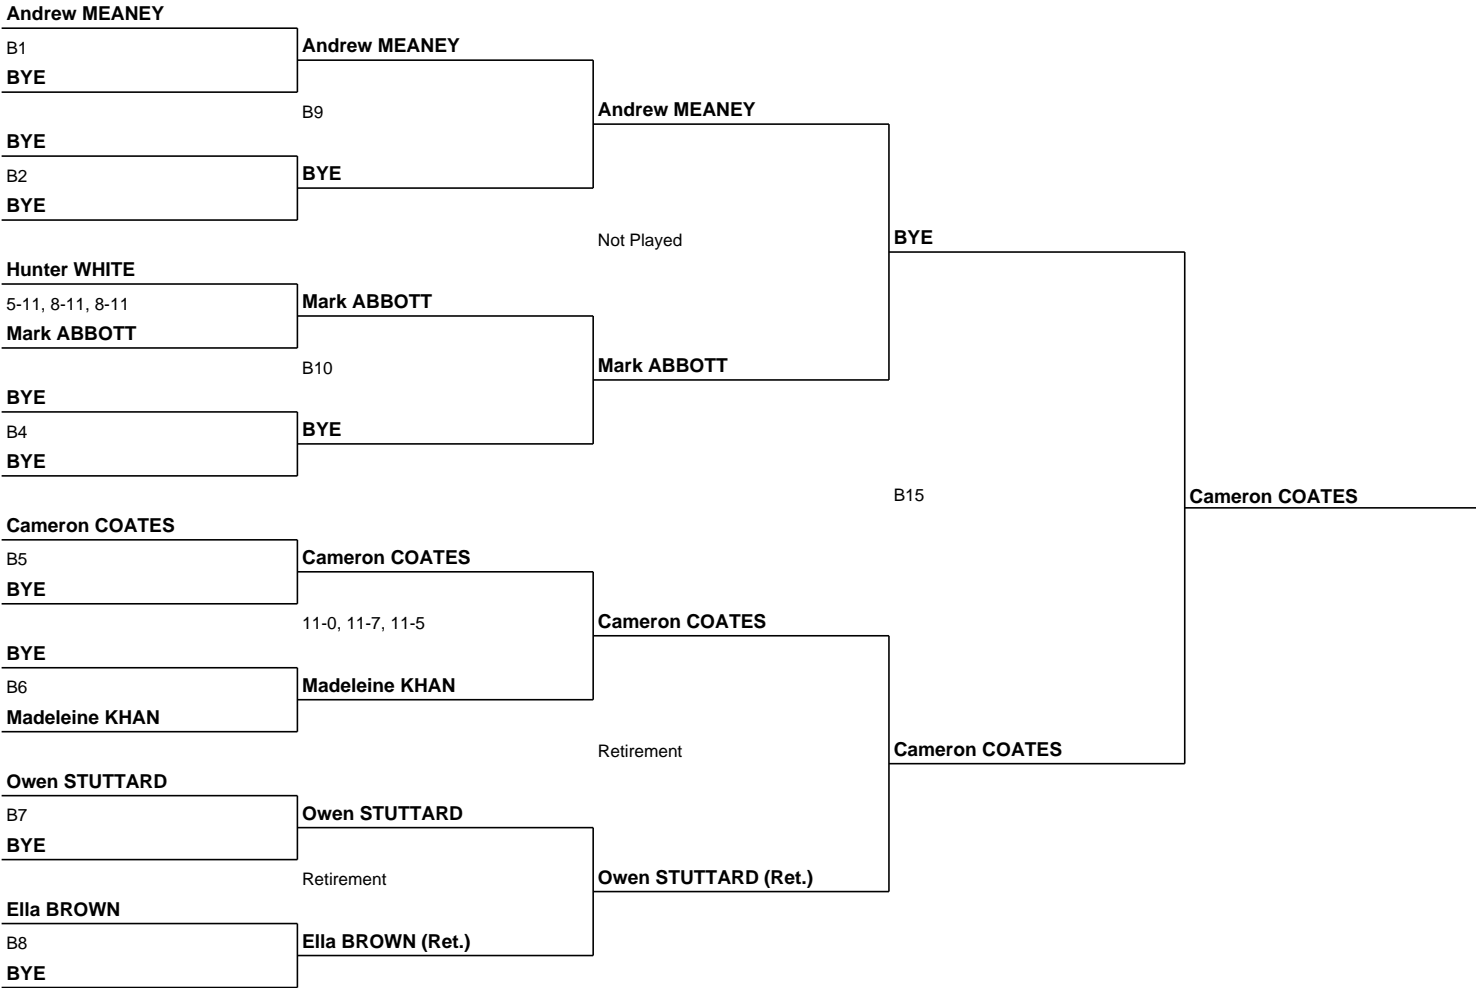 Andrew MEANEY
B1
BYE
BYE
B2
BYE
Hunter WHITE
5-11, 8-11, 8-11
Mark ABBOTT
BYE
B4
BYE
Cameron COATES
B5
BYE
BYE
B6
Madeleine KHAN
Owen STUTTARD
B7
BYE
Ella BROWN
B8
BYE
Andrew MEANEY
B9
BYE
Mark ABBOTT
B10
BYE
Cameron COATES
11-0, 11-7, 11-5
Madeleine KHAN
Owen STUTTARD
Retirement
Ella BROWN (Ret.)
Andrew MEANEY
Not Played
Mark ABBOTT
Cameron COATES
Retirement
Owen STUTTARD (Ret.)
BYE
B15
Cameron COATES
Cameron COATES